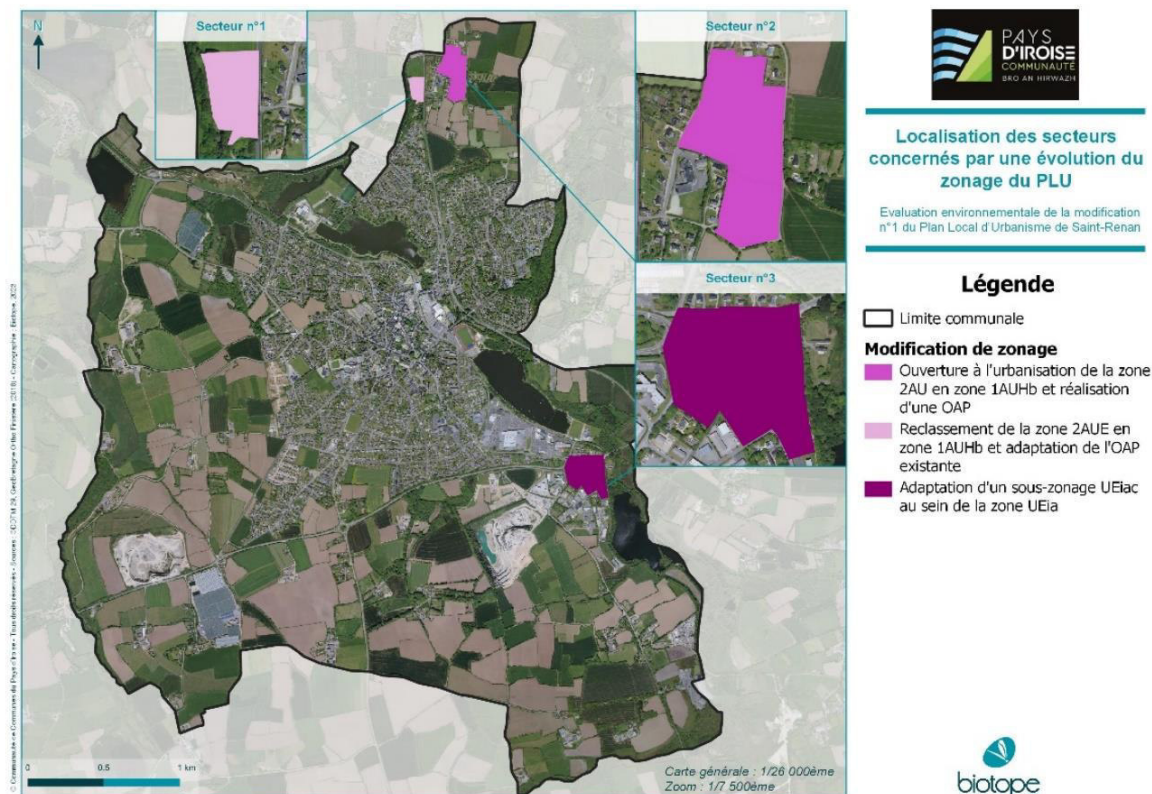 N
Secteur n°1
Secteur n°2
Secteur n°3
0
0.5
1 km
Carte générale : 1/26 000ème
Zoom : 1/7 500ème
PAYS
D'IROISE
COMMUNAUTÉ
BRO AN HIRWAZH
Localisation des secteurs
concernés par une évolution du
zonage du PLU
Evaluation environnementale de la modification
n°1 du Plan Local d'Urbanisme de Saint-Renan
Légende
Limite communale
Modification de zonage
Ouverture à l'urbanisation de la zone
2AU en zone 1AUHb et réalisation
d'une OAP
Reclassement de la zone 2AUE en
zone 1AUHb et adaptation de l'OAP
existante
Adaptation d'un sous-zonage UEiac
au sein de la zone UEia
biotope